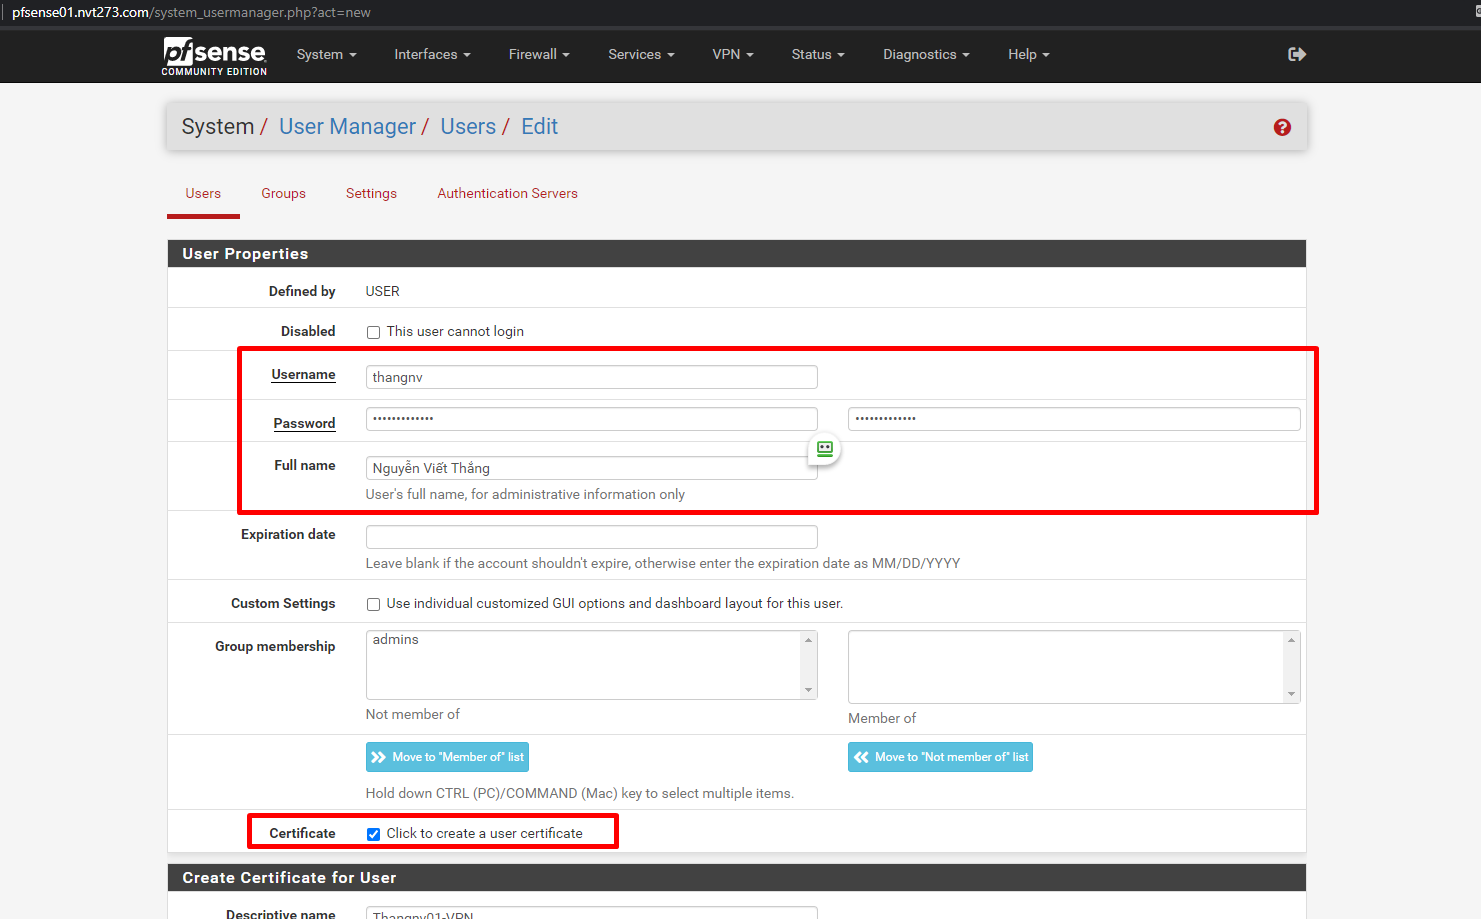 pfsense01.nvt273.com/system_usermanager.php?act=new
pfsense
COMMUNITY EDITION
System Interfaces Firewall Services VPN Status Diagnostics Help
System / User Manager / Users / Edit
Users Groups Settings Authentication Servers
User Properties
Defined by USER
Disabled This user cannot login
Username thangnv
Password ••••••••••••• •••••••••••••
Full name Nguyễn Viết Thắng
User's full name, for administrative information only
Expiration date
Leave blank if the account shouldn't expire, otherwise enter the expiration date as MM/DD/YYYY
Custom Settings Use individual customized GUI options and dashboard layout for this user.
Group membership admins
Not member of Member of
Move to "Member of" list Move to "Not member of" list
Hold down CTRL (PC)/COMMAND (Mac) key to select multiple items.
Certificate Click to create a user certificate
Create Certificate for User
Descriptive name Thangnv01-VPN